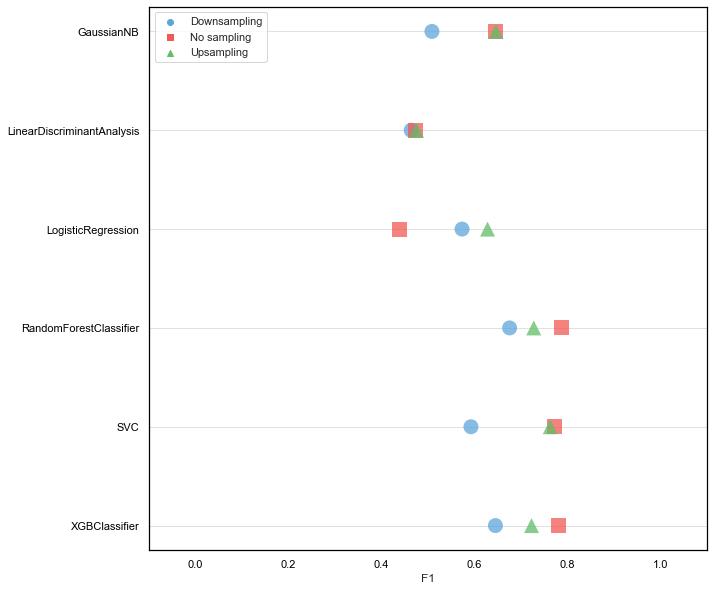 Downsampling
No sampling
Upsampling
GaussianNB
LinearDiscriminantAnalysis
LogisticRegression
RandomForestClassifier
SVC
XGBClassifier
0.0 0.2 0.4 0.6 0.8 1.0
F1